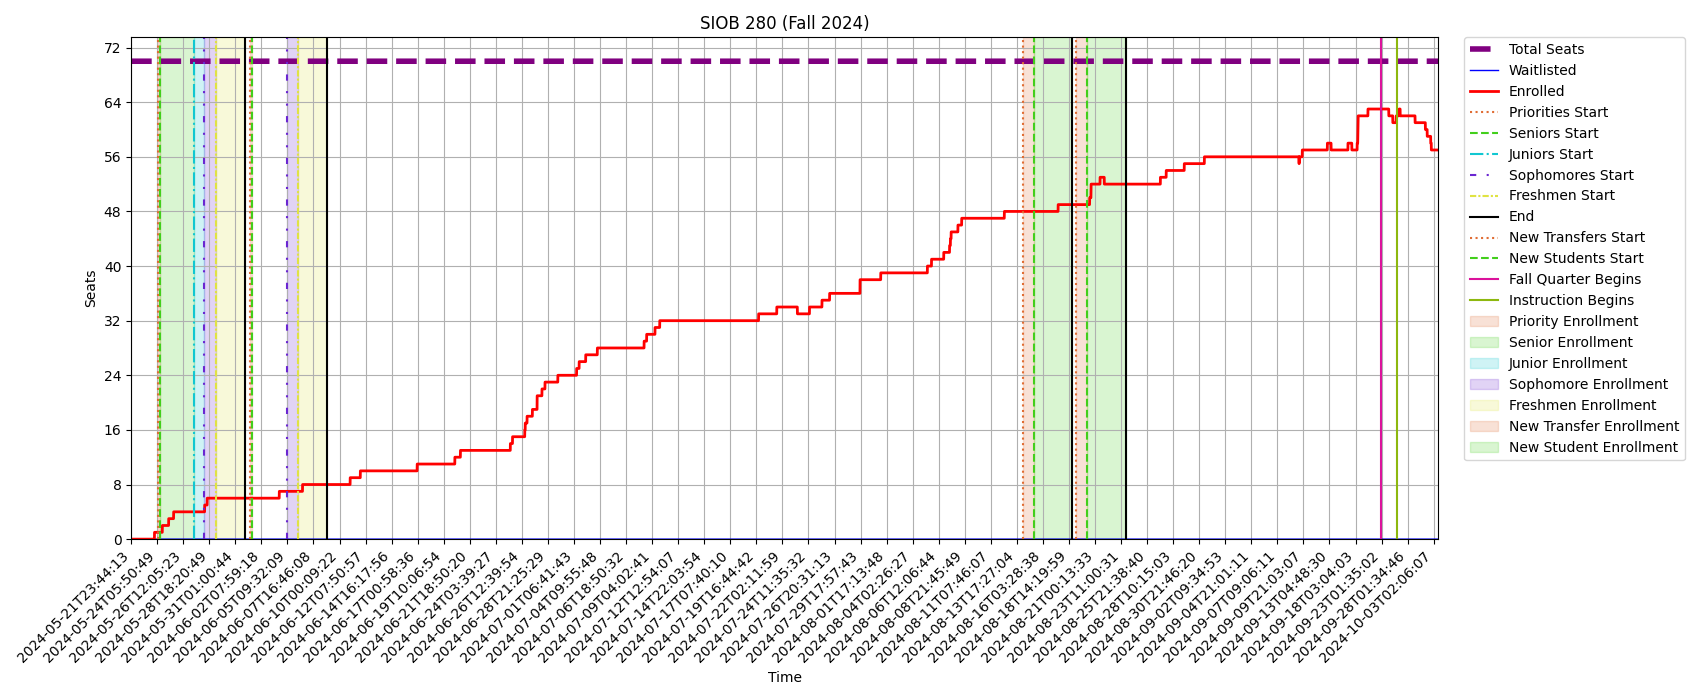 SIOB 280 (Fall 2024)
72
64
56
48
40
32
24
16
8
0
Seats
2024-05-21T23:44:13
2024-05-24T05:50:49
2024-05-26T12:05:23
2024-05-28T18:20:49
2024-05-31T01:00:44
2024-06-02T07:59:18
2024-06-05T09:32:09
2024-06-07T16:46:08
2024-06-10T00:09:22
2024-06-12T07:50:57
2024-06-14T16:17:56
2024-06-17T00:58:36
2024-06-19T10:06:54
2024-06-21T18:50:20
2024-06-24T03:39:27
2024-06-26T12:39:54
2024-06-28T21:25:29
2024-07-01T06:41:43
2024-07-04T09:55:48
2024-07-06T18:50:32
2024-07-09T04:02:41
2024-07-12T12:54:07
2024-07-14T22:03:54
2024-07-17T07:40:10
2024-07-19T16:44:42
2024-07-22T02:11:59
2024-07-24T11:35:32
2024-07-26T20:31:13
2024-07-29T17:57:43
2024-08-01T17:13:48
2024-08-04T02:26:27
2024-08-06T12:06:44
2024-08-08T21:45:49
2024-08-11T07:46:07
2024-08-13T17:27:04
2024-08-16T03:28:38
2024-08-18T14:19:59
2024-08-21T00:13:33
2024-08-23T11:00:31
2024-08-25T21:38:40
2024-08-28T08:15:03
2024-08-30T21:46:20
2024-09-02T09:34:53
2024-09-04T21:01:11
2024-09-07T09:06:11
2024-09-09T21:03:07
2024-09-13T04:48:30
2024-09-18T03:04:03
2024-09-23T01:35:02
2024-09-28T01:34:46
2024-10-03T02:06:07
Time
Total Seats
Waitlisted
Enrolled
Priorities Start
Seniors Start
Juniors Start
Sophomores Start
Freshmen Start
End
New Transfers Start
New Students Start
Fall Quarter Begins
Instruction Begins
Priority Enrollment
Senior Enrollment
Junior Enrollment
Sophomore Enrollment
Freshmen Enrollment
New Transfer Enrollment
New Student Enrollment